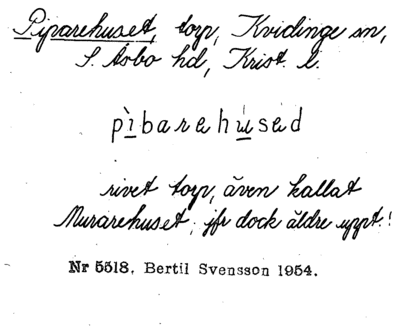 Piparehuset, torp, Kvidinge sn,
S. Åsbo hd, Krist. l.
pìbarehùsed
rivet torp, även kallat
Murarehuset; jfr dock äldre uppt.!
Nr 5518. Bertil Svensson 1954.